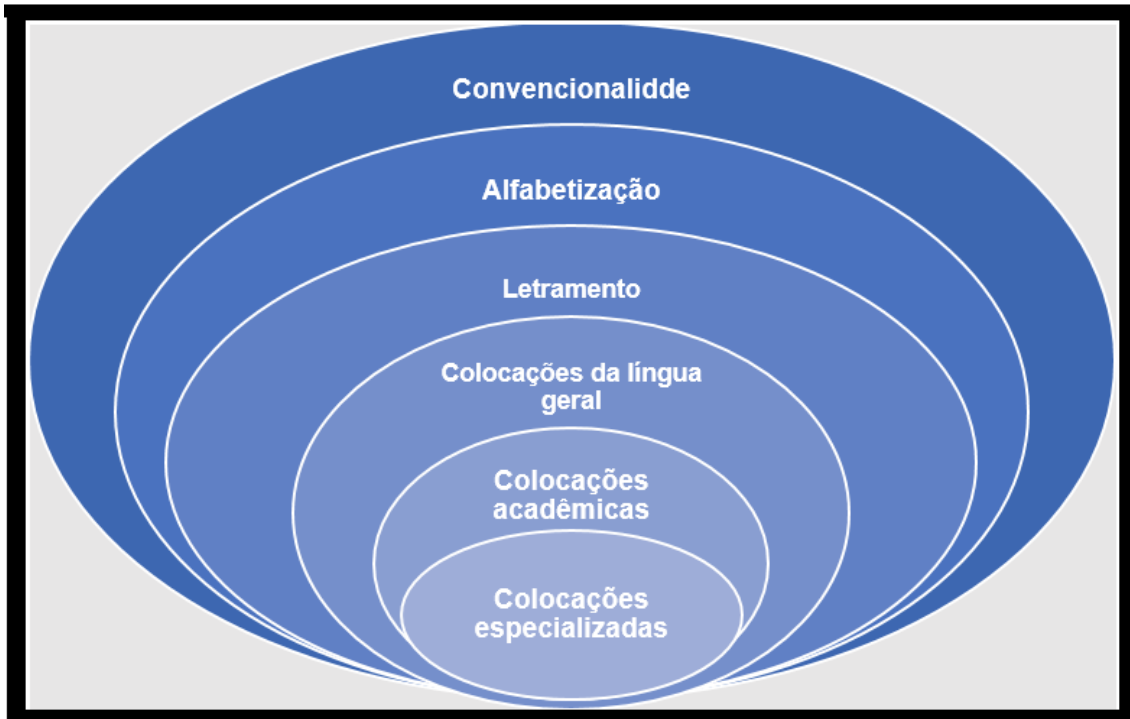 Convencionalidde
Alfabetização
Letramento
Colocações da língua
geral
Colocações
acadêmicas
Colocações
especializadas